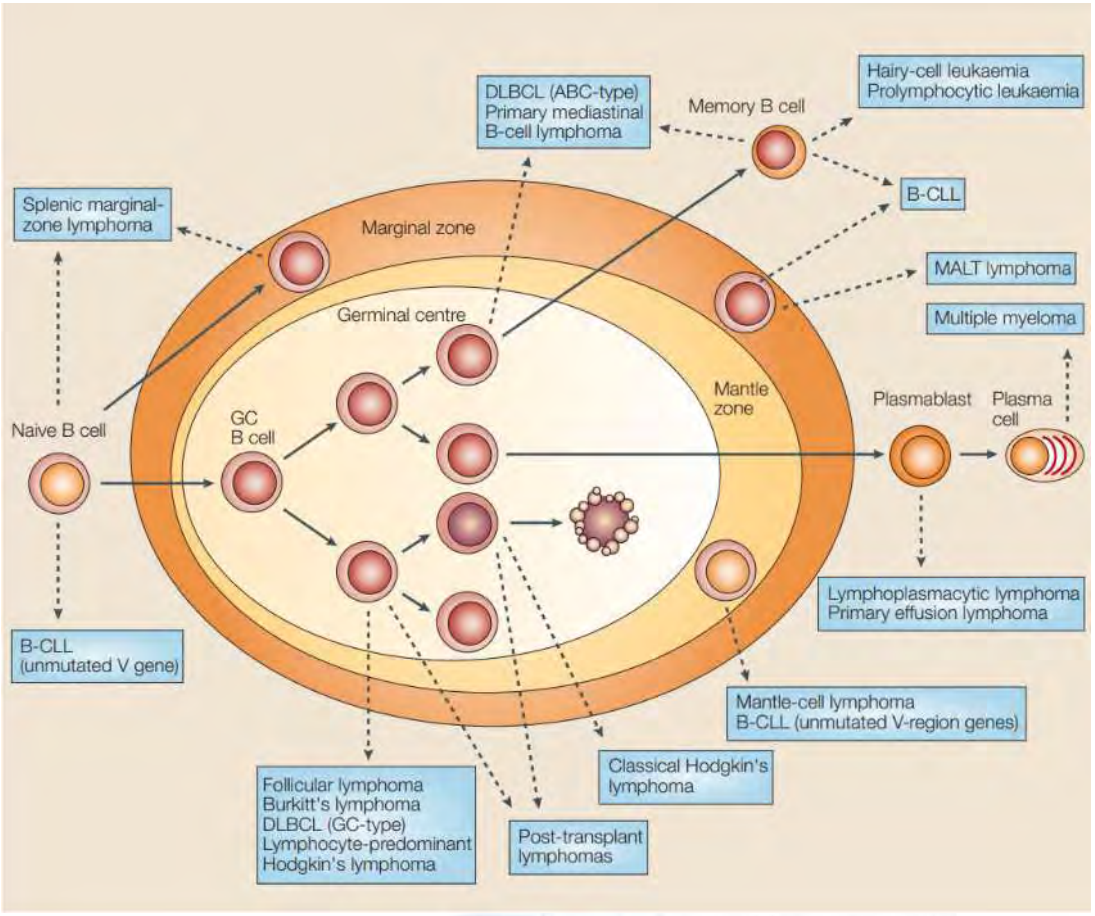 DLBCL (ABC-type)
Primary mediastinal
B-cell lymphoma
Memory B cell
Hairy-cell leukaemia
Prolymphocytic leukaemia
B-CLL
Splenic marginal-
zone lymphoma
Marginal zone
MALT lymphoma
Multiple myeloma
Germinal centre
Mantle
zone
Plasmablast
Plasma
cell
Naive B cell
GC
B cell
Lymphoplasmacytic lymphoma
Primary effusion lymphoma
B-CLL
(unmutated V gene)
Mantle-cell lymphoma
B-CLL (unmutated V-region genes)
Classical Hodgkin's
lymphoma
Follicular lymphoma
Burkitt's lymphoma
DLBCL (GC-type)
Lymphocyte-predominant
Hodgkin's lymphoma
Post-transplant
lymphomas